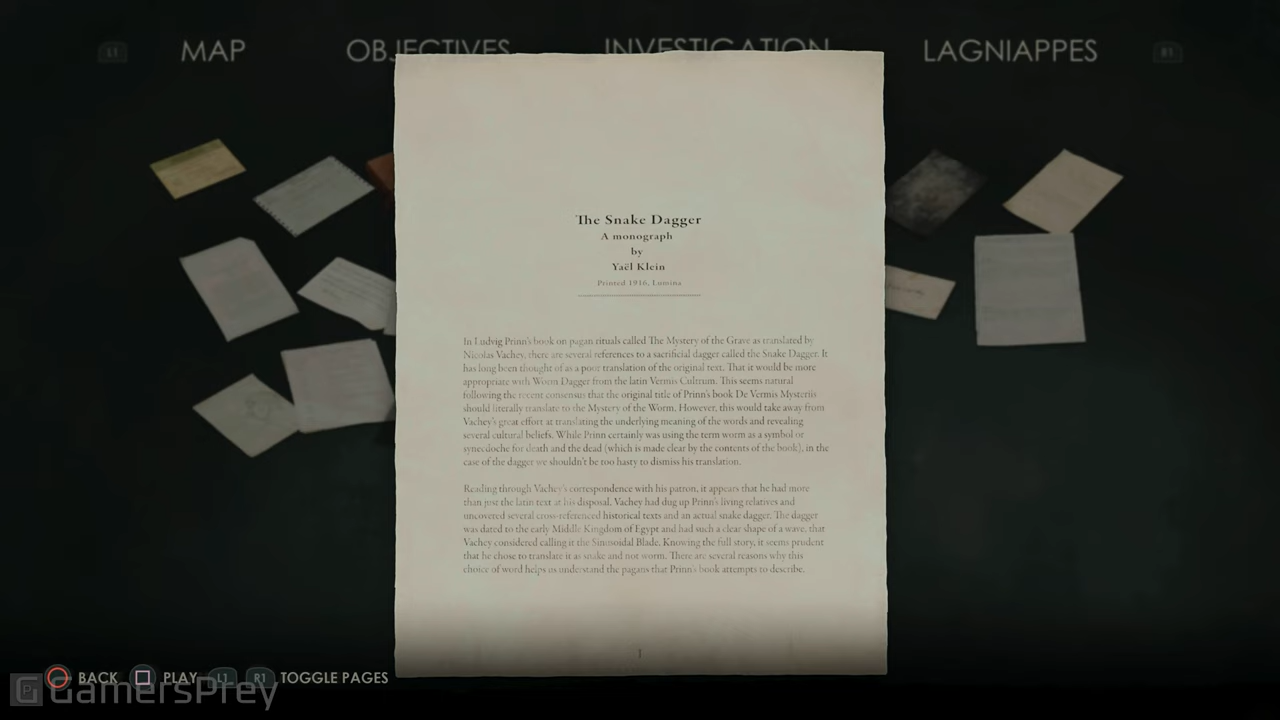 L1 MAP OBJECTIVES INVESTIGATION LAGNIAPPES R1
The Snake Dagger
A monograph
by
Yaël Klein
Printed 1916, Lumina
In Ludvig Prinn's book on pagan rituals called The Mystery of the Grave as translated by
Nicolas Vachey, there are several references to a sacrificial dagger called the Snake Dagger. It
has long been thought of as a poor translation of the original text. That it would be more
appropriate with Worm Dagger from the latin Vermis Cultrum. This seems natural
following the recent consensus that the original title of Prinn's book De Vermis Mysteriis
should literally translate to the Mystery of the Worm. However, this would take away from
Vachey's great effort at translating the underlying meaning of the words and revealing
several cultural beliefs. While Prinn certainly was using the term worm as a symbol or
synecdoche for death and the dead (which is made clear by the contents of the book), in the
case of the dagger we shouldn't be too hasty to dismiss his translation.
Reading through Vachey's correspondence with his patron, it appears that he had more
than just the latin text at his disposal. Vachey had dug up Prinn's living relatives and
uncovered several cross-referenced historical texts and an actual snake dagger. The dagger
was dated to the early Middle Kingdom of Egypt and had such a clear shape of a wave, that
Vachey considered calling it the Sinusoidal Blade. Knowing the full story, it seems prudent
that he chose to translate it as snake and not worm. There are several reasons why this
choice of word helps us understand the pagans that Prinn's book attempts to describe.
1
BACK PLAY L1 R1 TOGGLE PAGES
GamersPrey